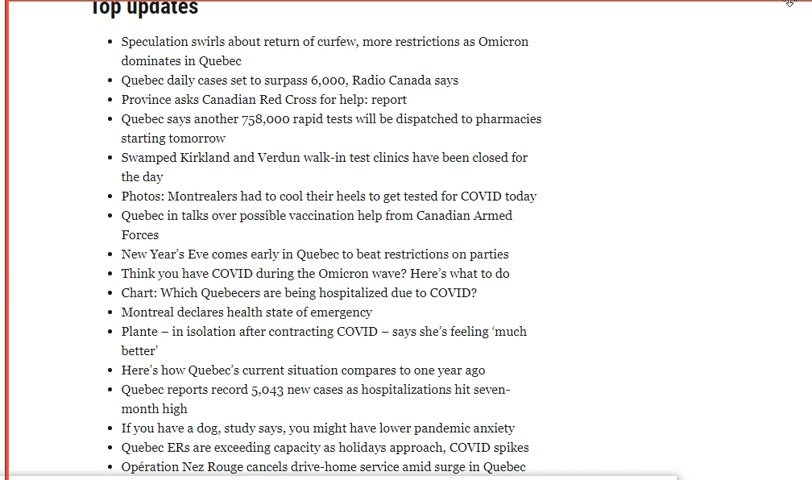 Top updates
Speculation swirls about return of curfew, more restrictions as Omicron
dominates in Quebec
Quebec daily cases set to surpass 6,000, Radio Canada says
Province asks Canadian Red Cross for help: report
Quebec says another 758,000 rapid tests will be dispatched to pharmacies
starting tomorrow
Swamped Kirkland and Verdun walk-in test clinics have been closed for
the day
Photos: Montrealers had to cool their heels to get tested for COVID today
Quebec in talks over possible vaccination help from Canadian Armed
Forces
New Year’s Eve comes early in Quebec to beat restrictions on parties
Think you have COVID during the Omicron wave? Here’s what to do
Chart: Which Quebecers are being hospitalized due to COVID?
Montreal declares health state of emergency
Plante – in isolation after contracting COVID – says she’s feeling ‘much
better’
Here’s how Quebec’s current situation compares to one year ago
Quebec reports record 5,043 new cases as hospitalizations hit seven-
month high
If you have a dog, study says, you might have lower pandemic anxiety
Quebec ERs are exceeding capacity as holidays approach, COVID spikes
Opération Nez Rouge cancels drive-home service amid surge in Quebec